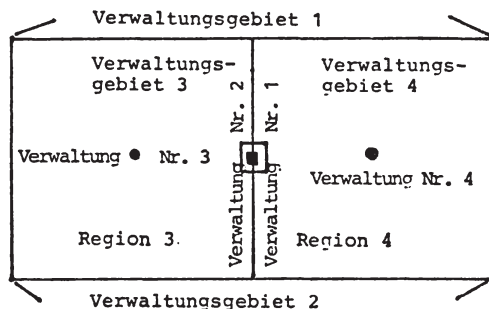 Verwaltungsgebiet 1
Verwaltungs-
gebiet 3
Verwaltungs-
gebiet 4
Verwaltung Nr. 2
Verwaltung Nr. 1
Verwaltung Nr. 3
Verwaltung Nr. 4
Region 3.
Region 4
Verwaltungsgebiet 2